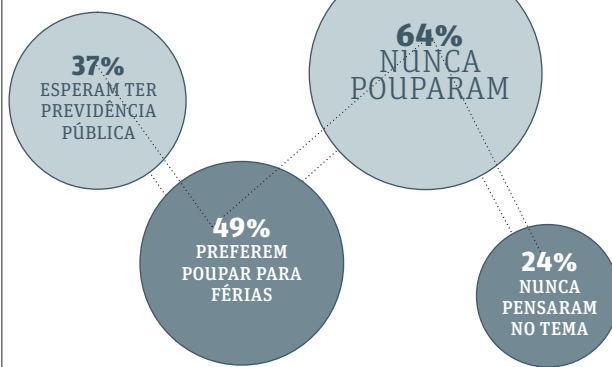 37%
ESPERAM TER
PREVIDÊNCIA
PÚBLICA
64%
NUNCA
POUPARAM
49%
PREFEREM
POUPAR PARA
FÉRIAS
24%
NUNCA
PENSARAM
NO TEMA